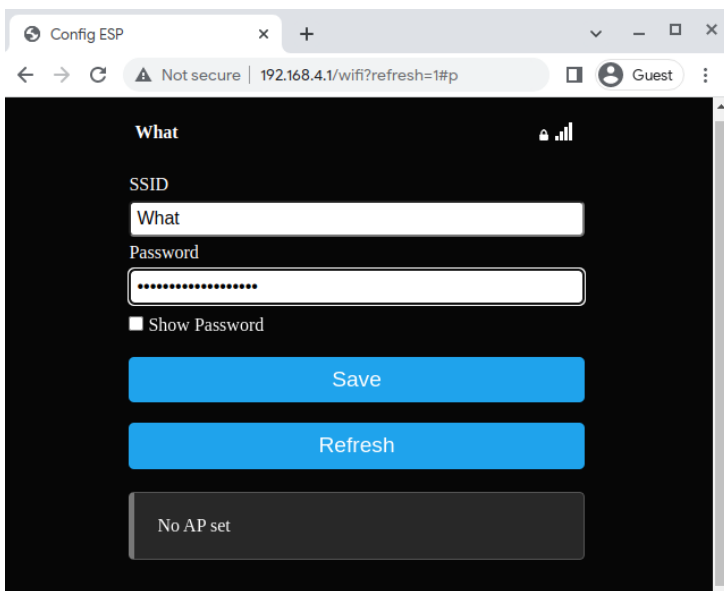 Config ESP
Not secure 192.168.4.1/wifi?refresh=1#p Guest
What
SSID
What
Password
•••••••••••••••••••
Show Password
Save
Refresh
No AP set